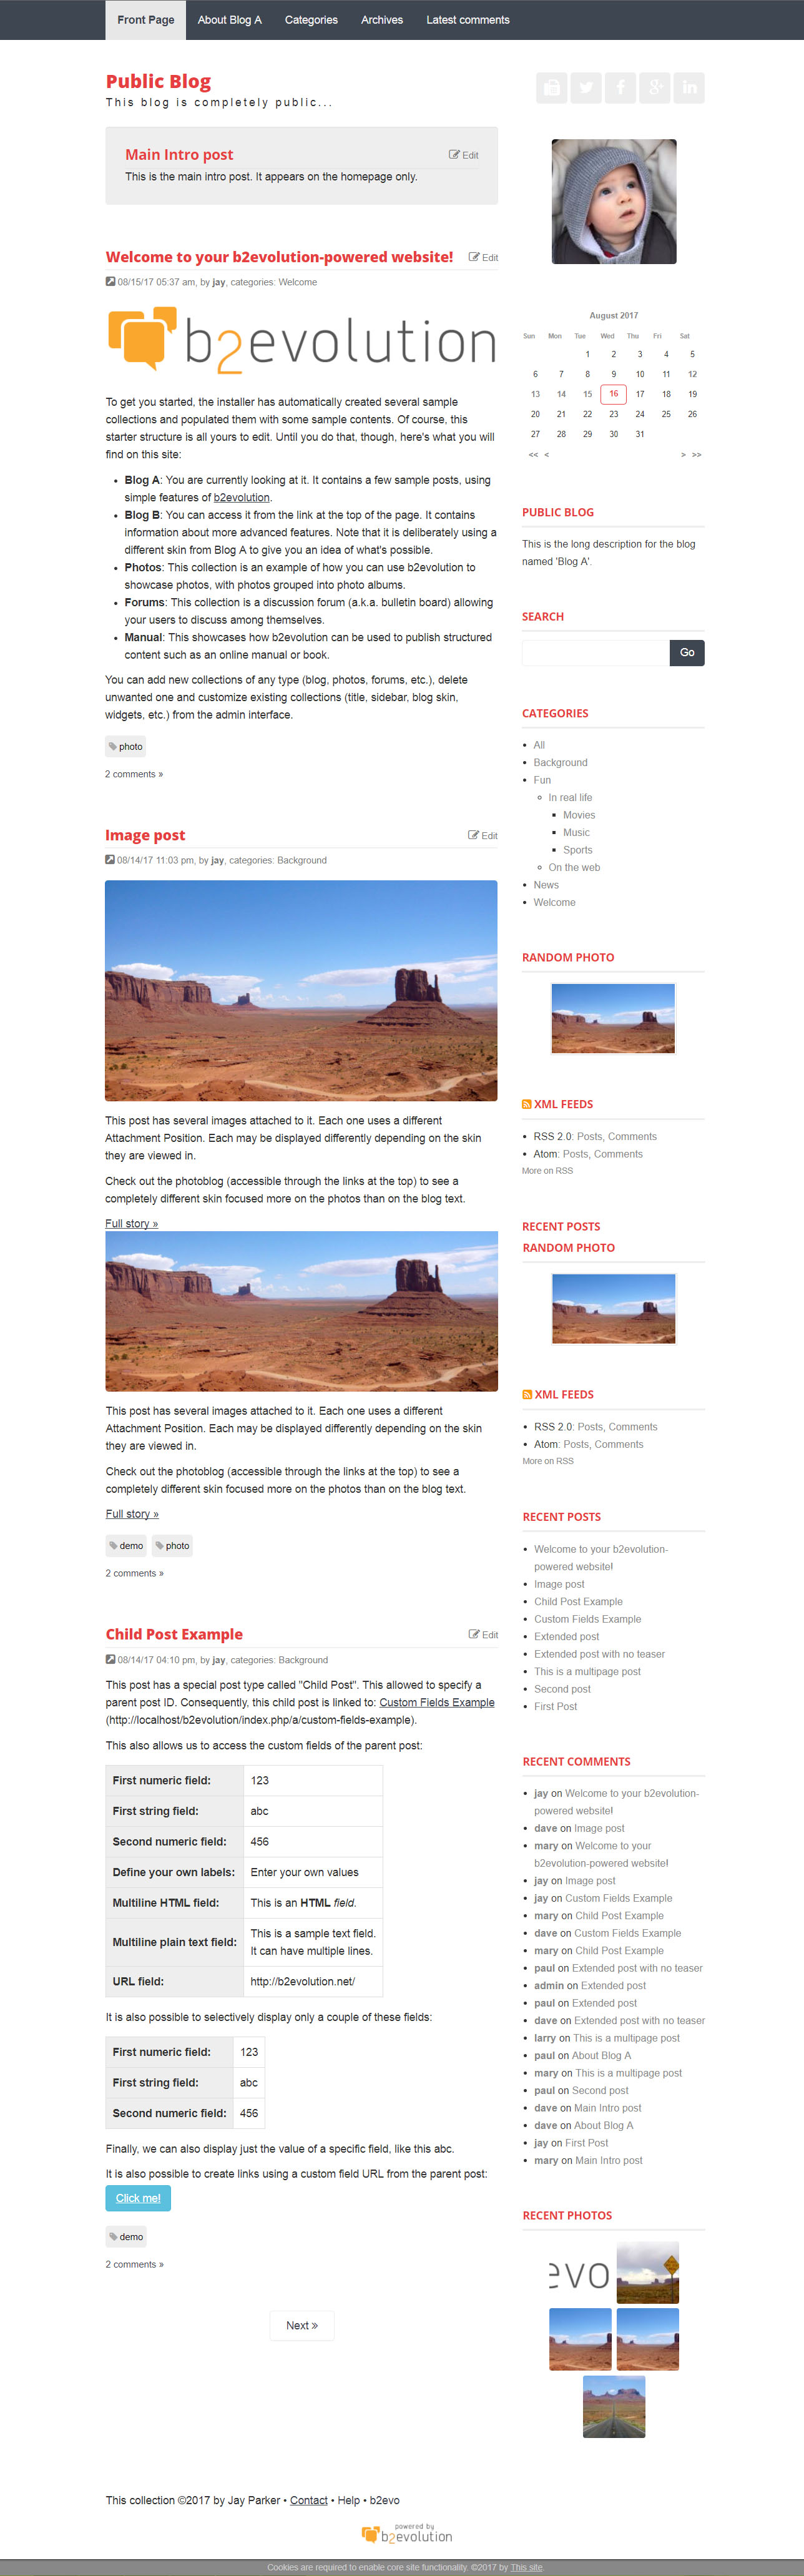 Front Page About Blog A Categories Archives Latest comments
Public Blog
This blog is completely public...
Main Intro post
Edit
This is the main intro post. It appears on the homepage only.
Welcome to your b2evolution-powered website!
Edit
08/15/17 05:37 am, by jay, categories: Welcome
b2evolution
To get you started, the installer has automatically created several sample
collections and populated them with some sample contents. Of course, this
starter structure is all yours to edit. Until you do that, though, here's what you will
find on this site:
• Blog A: You are currently looking at it. It contains a few sample posts, using
simple features of b2evolution.
• Blog B: You can access it from the link at the top of the page. It contains
information about more advanced features. Note that it is deliberately using a
different skin from Blog A to give you an idea of what's possible.
• Photos: This collection is an example of how you can use b2evolution to
showcase photos, with photos grouped into photo albums.
• Forums: This collection is a discussion forum (a.k.a. bulletin board) allowing
your users to discuss among themselves.
• Manual: This showcases how b2evolution can be used to publish structured
content such as an online manual or book.
You can add new collections of any type (blog, photos, forums, etc.), delete
unwanted one and customize existing collections (title, sidebar, blog skin,
widgets, etc.) from the admin interface.
photo
2 comments »
Image post
Edit
08/14/17 11:03 pm, by jay, categories: Background
This post has several images attached to it. Each one uses a different
Attachment Position. Each may be displayed differently depending on the skin
they are viewed in.
Check out the photoblog (accessible through the links at the top) to see a
completely different skin focused more on the photos than on the blog text.
Full story »
This post has several images attached to it. Each one uses a different
Attachment Position. Each may be displayed differently depending on the skin
they are viewed in.
Check out the photoblog (accessible through the links at the top) to see a
completely different skin focused more on the photos than on the blog text.
Full story »
demo photo
2 comments »
Child Post Example
Edit
08/14/17 04:10 pm, by jay, categories: Background
This post has a special post type called "Child Post". This allowed to specify a
parent post ID. Consequently, this child post is linked to: Custom Fields Example
(http://localhost/b2evolution/index.php/a/custom-fields-example).
This also allows us to access the custom fields of the parent post:
First numeric field: 123
First string field: abc
Second numeric field: 456
Define your own labels: Enter your own values
Multiline HTML field: This is an HTML field.
Multiline plain text field: This is a sample text field.
It can have multiple lines.
URL field: http://b2evolution.net/
It is also possible to selectively display only a couple of these fields:
First numeric field: 123
First string field: abc
Second numeric field: 456
Finally, we can also display just the value of a specific field, like this abc.
It is also possible to create links using a custom field URL from the parent post:
Click me!
demo
2 comments »
Next »
August 2017
Sun Mon Tue Wed Thu Fri Sat
1 2 3 4 5
6 7 8 9 10 11 12
13 14 15 16 17 18 19
20 21 22 23 24 25 26
27 28 29 30 31
<< < > >>
PUBLIC BLOG
This is the long description for the blog
named 'Blog A'.
SEARCH
Go
CATEGORIES
• All
• Background
• Fun
In real life
Movies
Music
Sports
On the web
• News
• Welcome
RANDOM PHOTO
XML FEEDS
• RSS 2.0: Posts, Comments
• Atom: Posts, Comments
More on RSS
RECENT POSTS
RANDOM PHOTO
XML FEEDS
• RSS 2.0: Posts, Comments
• Atom: Posts, Comments
More on RSS
RECENT POSTS
• Welcome to your b2evolution-
powered website!
• Image post
• Child Post Example
• Custom Fields Example
• Extended post
• Extended post with no teaser
• This is a multipage post
• Second post
• First Post
RECENT COMMENTS
• jay on Welcome to your b2evolution-
powered website!
• dave on Image post
• mary on Welcome to your
b2evolution-powered website!
• jay on Image post
• jay on Custom Fields Example
• mary on Child Post Example
• dave on Custom Fields Example
• mary on Child Post Example
• paul on Extended post with no teaser
• admin on Extended post
• paul on Extended post
• dave on Extended post with no teaser
• larry on This is a multipage post
• paul on About Blog A
• mary on This is a multipage post
• paul on Second post
• dave on Main Intro post
• dave on About Blog A
• jay on First Post
• mary on Main Intro post
RECENT PHOTOS
evo
This collection ©2017 by Jay Parker • Contact • Help • b2evo
powered by
b2evolution
Cookies are required to enable core site functionality. ©2017 by This site.